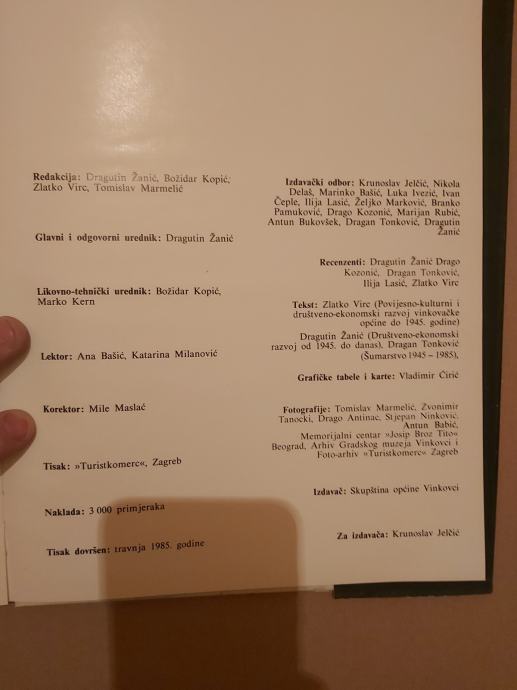 Redakcija: Dragutin Žanić, Božidar Kopić,
Zlatko Virc, Tomislav Marmelić
Glavni i odgovorni urednik: Dragutin Žanić
Likovno-tehnički urednik: Božidar Kopić,
Marko Kern
Lektor: Ana Bašić, Katarina Milanović
Korektor: Mile Maslać
Tisak: »Turistkomerc«, Zagreb
Naklada: 3 000 primjeraka
Tisak dovršen: travnja 1985. godine
Izdavački odbor: Krunoslav Jelčić, Nikola
Delaš, Marinko Bašić, Luka Ivezić, Ivan
Čeple, Ilija Lasić, Željko Marković, Branko
Pamuković, Drago Kozonić, Marijan Rubić,
Antun Bukovšek, Dragan Tonković, Dragutin
Žanić
Recenzenti: Dragutin Žanić Drago
Kozonić, Dragan Tonković,
Ilija Lasić, Zlatko Virc
Tekst: Zlatko Virc (Povijesno-kulturni i
društveno-ekonomski razvoj vinkovačke
općine do 1945. godine)
Dragutin Žanić (Društveno-ekonomski
razvoj od 1945. do danas), Dragan Tonković
(Šumarstvo 1945 – 1985),
Grafičke tabele i karte: Vladimir Ćirić
Fotografije: Tomislav Marmelić, Zvonimir
Tanocki, Drago Antinac, Stjepan Ninković,
Antun Babić,
Memorijalni centar »Josip Broz Tito«
Beograd, Arhiv Gradskog muzeja Vinkovci i
Foto-arhiv »Turistkomerc« Zagreb
Izdavač: Skupština općine Vinkovci
Za izdavača: Krunoslav Jelčić